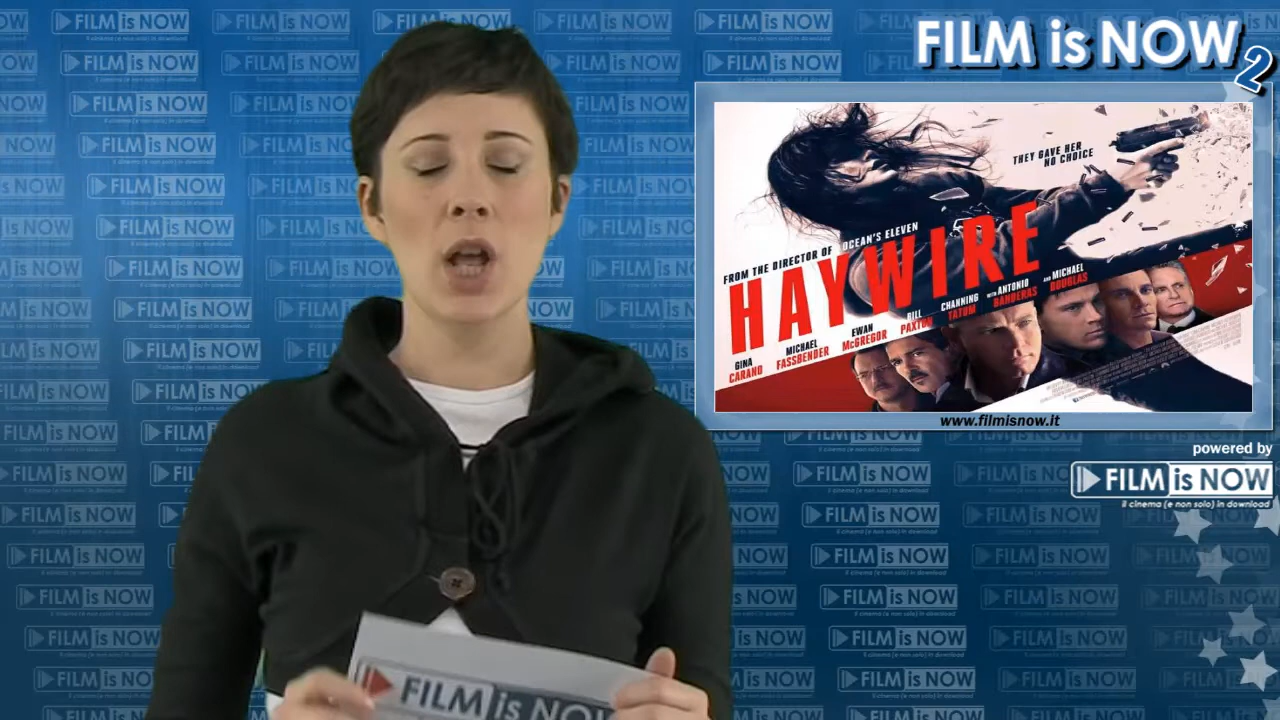 FILM is NOW 2
THEY GAVE HER
NO CHOICE
FROM THE DIRECTOR OF OCEAN'S ELEVEN
HAYWIRE
GINA CARANO
MICHAEL FASSBENDER
EWAN McGREGOR
BILL PAXTON
CHANNING TATUM
WITH ANTONIO BANDERAS
AND MICHAEL DOUGLAS
www.filmisnow.it
powered by
FILM is NOW
il cinema (e non solo) in download
FILM is NOW